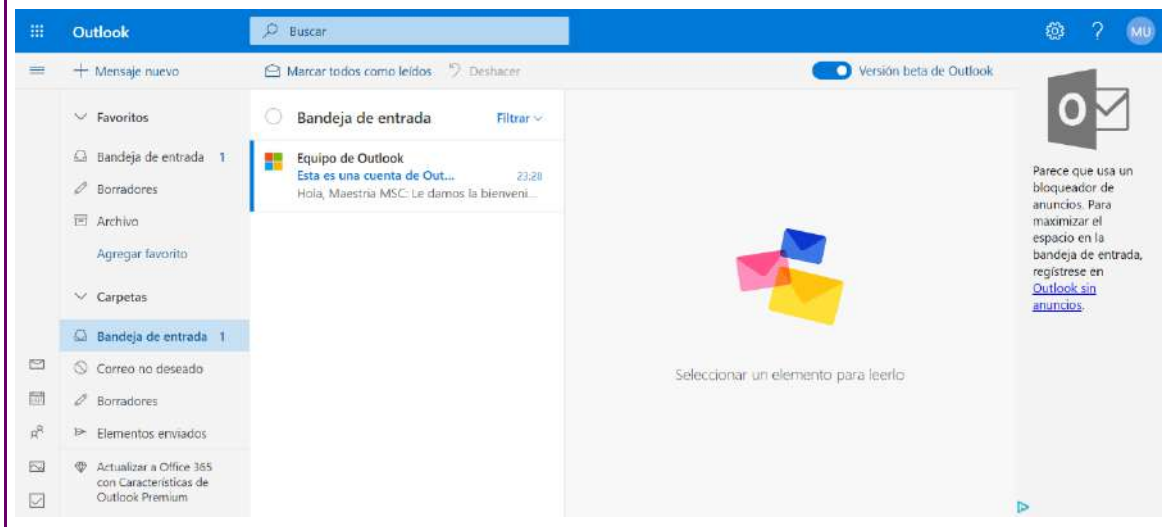 Outlook
Buscar
MU
Mensaje nuevo
Marcar todos como leídos
Deshacer
Versión beta de Outlook
Favoritos
Bandeja de entrada 1
Borradores
Archivo
Agregar favorito
Carpetas
Bandeja de entrada 1
Correo no deseado
Borradores
Elementos enviados
Actualizar a Office 365
con Características de
Outlook Premium
Bandeja de entrada
Filtrar
Equipo de Outlook
Esta es una cuenta de Out... 23:28
Hola, Maestria MSC: Le damos la bienveni...
Seleccionar un elemento para leerlo
Parece que usa un
bloqueador de
anuncios. Para
maximizar el
espacio en la
bandeja de entrada,
regístrese en
Outlook sin
anuncios.